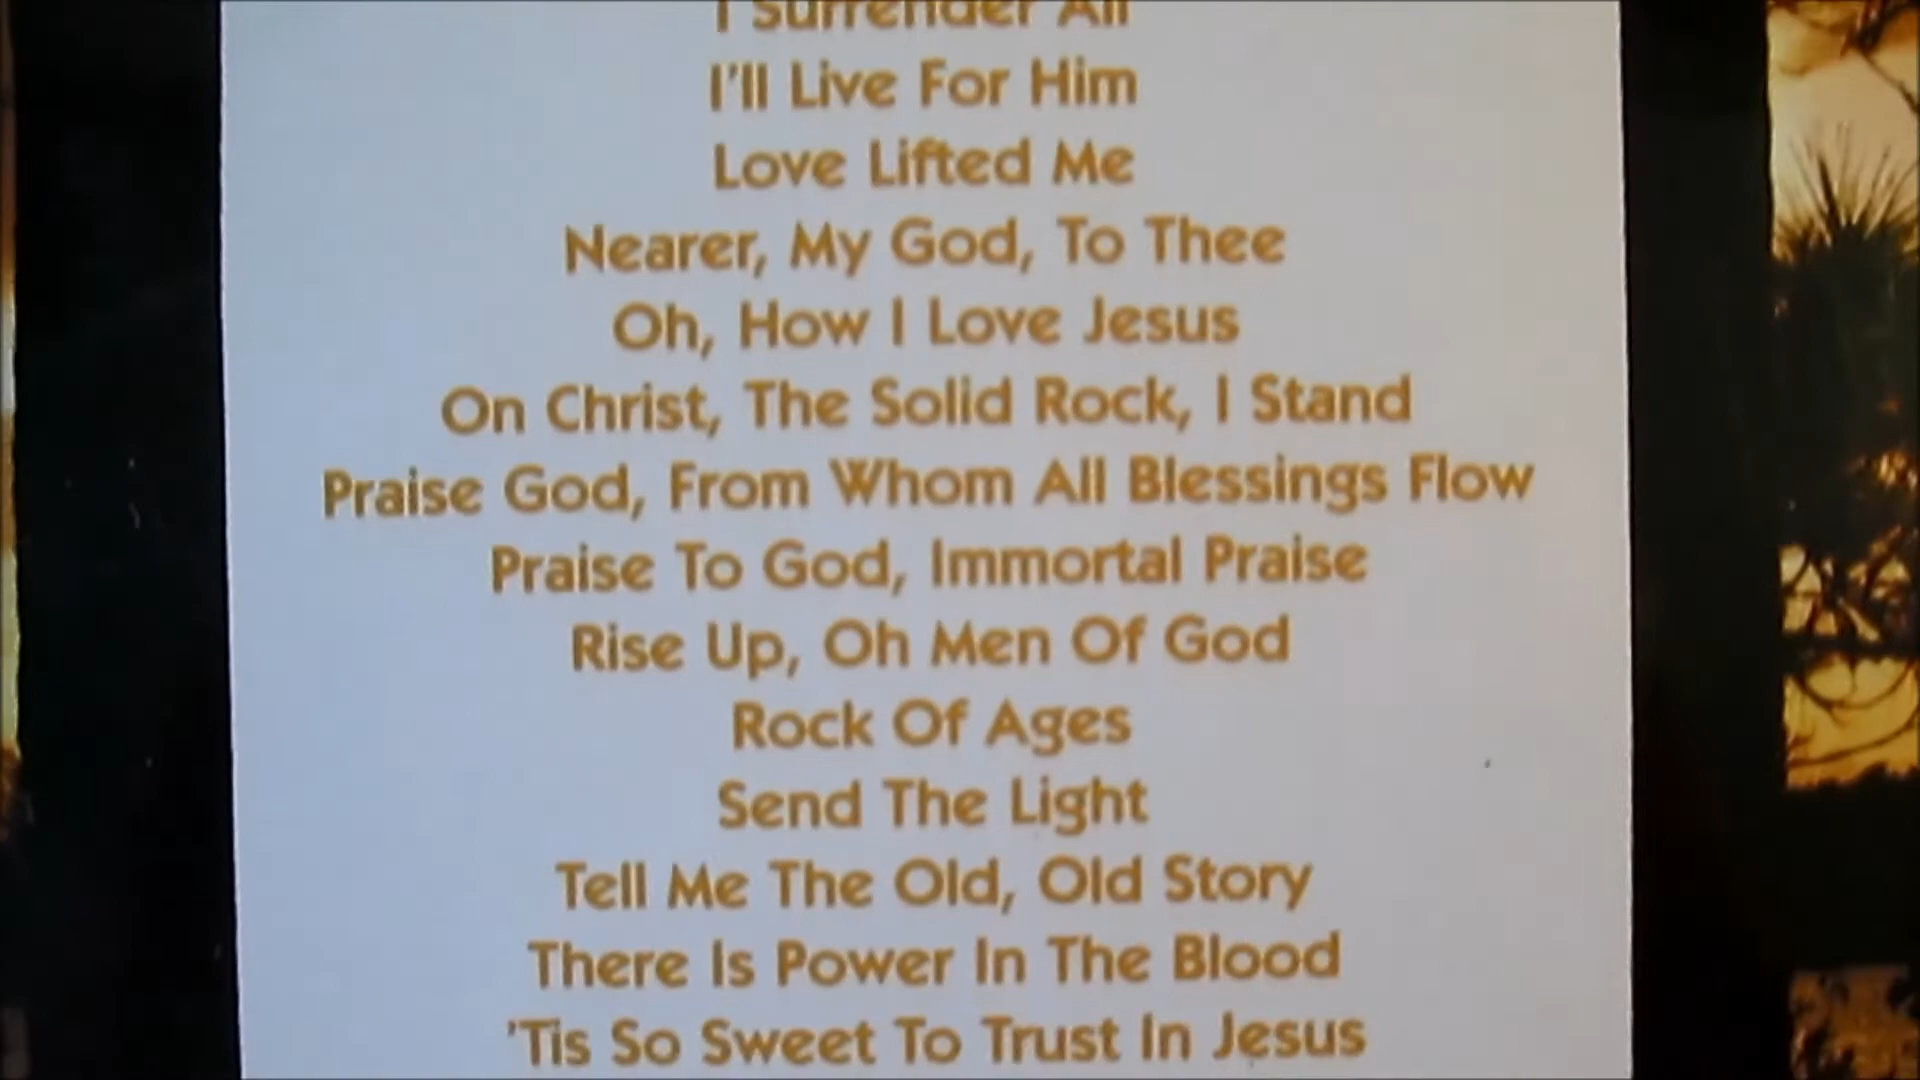 I Surrender All
I'll Live For Him
Love Lifted Me
Nearer, My God, To Thee
Oh, How I Love Jesus
On Christ, The Solid Rock, I Stand
Praise God, From Whom All Blessings Flow
Praise To God, Immortal Praise
Rise Up, Oh Men Of God
Rock Of Ages
Send The Light
Tell Me The Old, Old Story
There Is Power In The Blood
'Tis So Sweet To Trust In Jesus